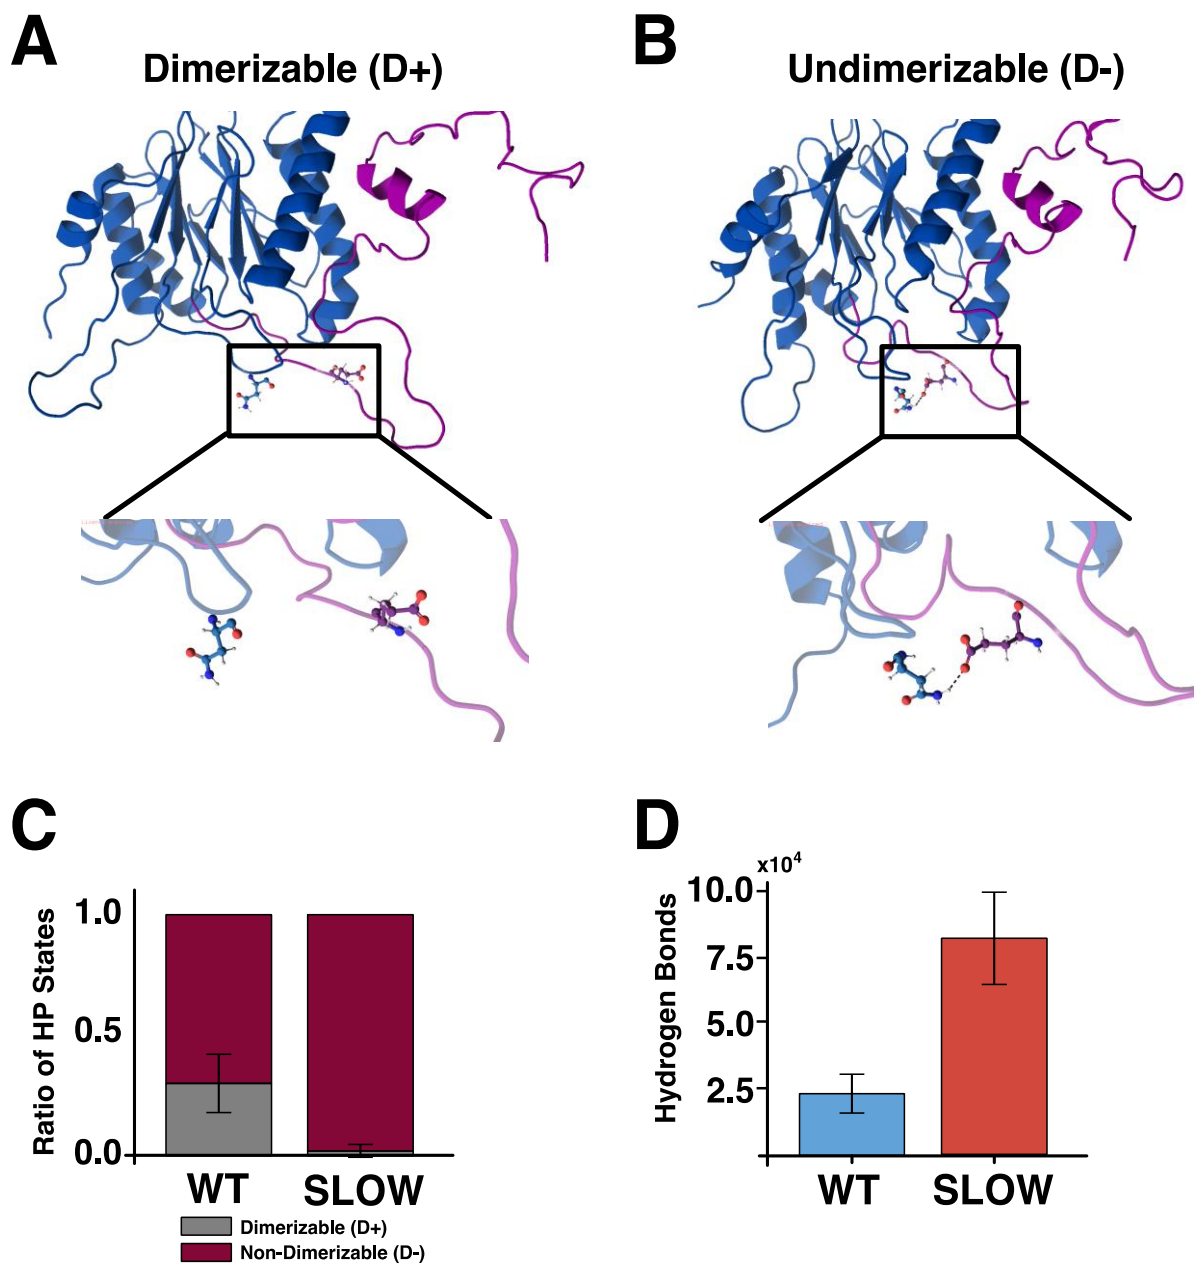 A
Dimerizable (D+)
B
Undimerizable (D-)
C
Ratio of HP States
1.0
0.5
0.0
WT
SLOW
Dimerizable (D+)
Non-Dimerizable (D-)
D
Hydrogen Bonds
x10⁴
10.0
7.5
5.0
2.5
WT
SLOW